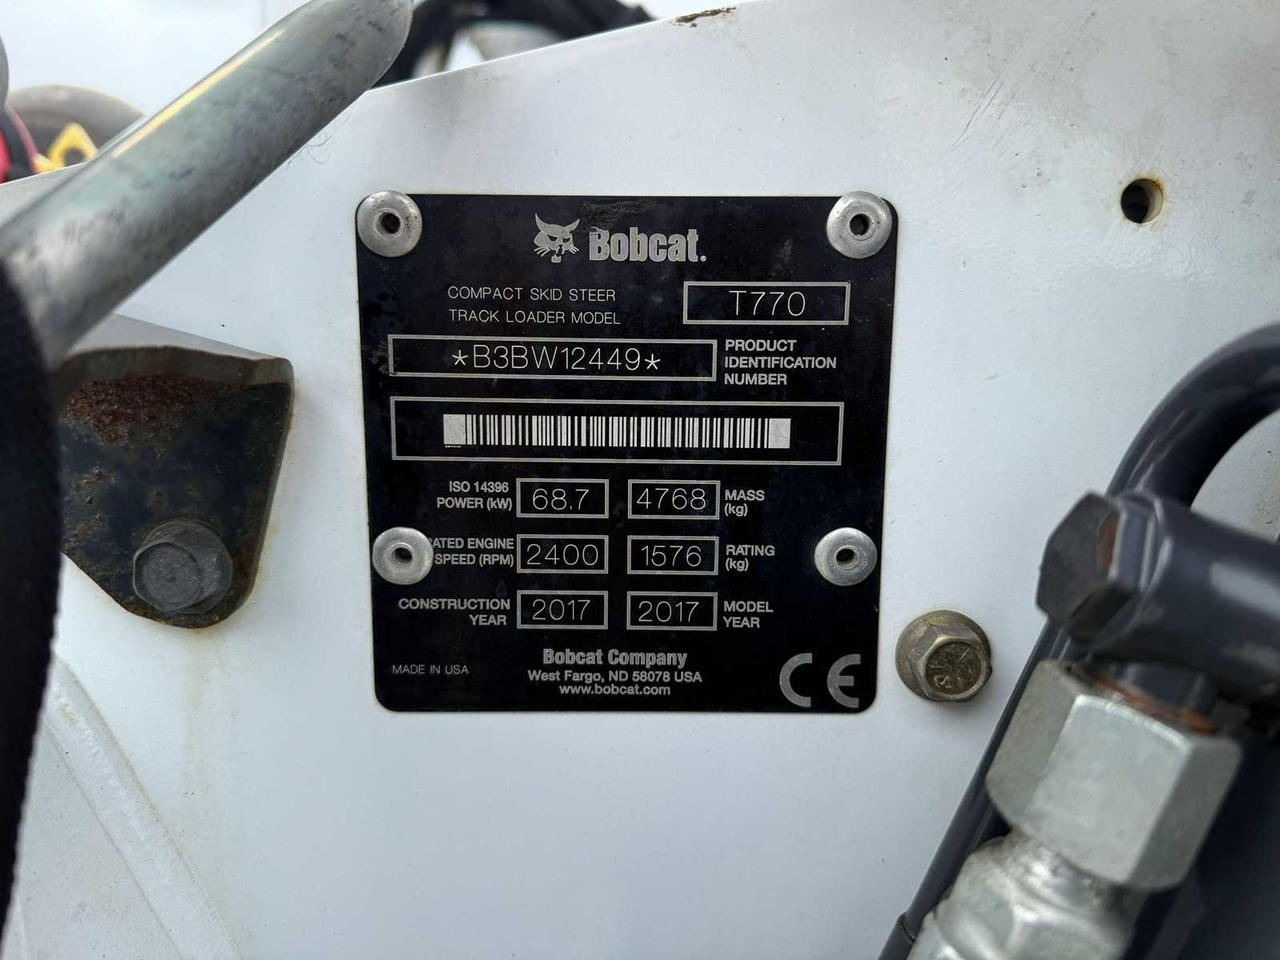 Bobcat.
COMPACT SKID STEER
TRACK LOADER MODEL
T770
*B3BW12449*
PRODUCT
IDENTIFICATION
NUMBER
ISO 14396
POWER (kW)
68.7
4768
MASS
(kg)
ATED ENGINE
SPEED (RPM)
2400
1576
RATING
(kg)
CONSTRUCTION
YEAR
2017
2017
MODEL
YEAR
Bobcat Company
MADE IN USA
West Fargo, ND 58078 USA
www.bobcat.com
CE